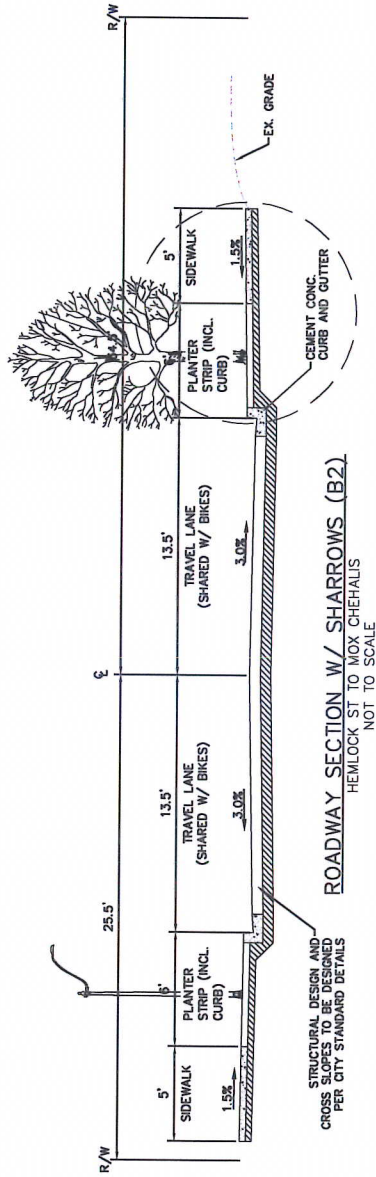 R/W
R/W
25.5'
℄
13.5'
13.5'
5'
6'
5'
SIDEWALK
PLANTER
STRIP (INCL.
CURB)
TRAVEL LANE
(SHARED W/ BIKES)
TRAVEL LANE
(SHARED W/ BIKES)
PLANTER
STRIP (INCL.
CURB)
SIDEWALK
1.5%
3.0%
3.0%
1.5%
EX. GRADE
CEMENT CONC.
CURB AND GUTTER
STRUCTURAL DESIGN AND
CROSS SLOPES TO BE DESIGNED
PER CITY STANDARD DETAILS
ROADWAY SECTION W/ SHARROWS (B2)
HEMLOCK ST TO MOX CHEHALIS
NOT TO SCALE